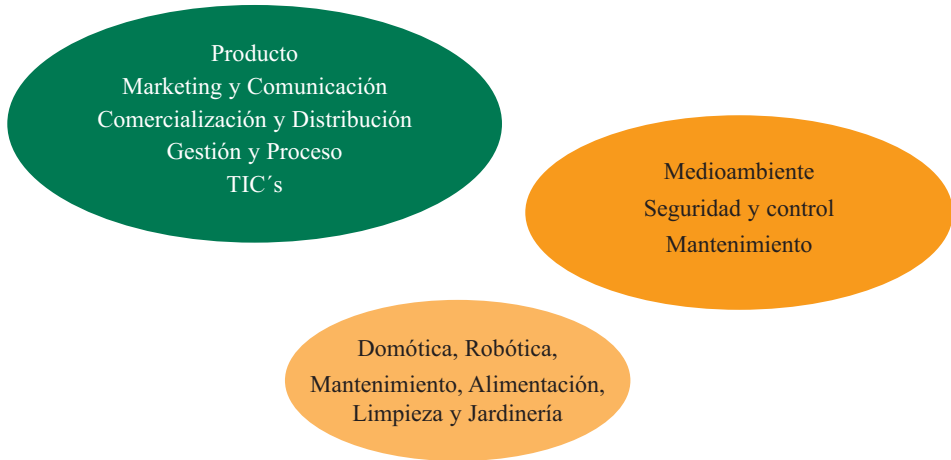 Producto
Marketing y Comunicación
Comercialización y Distribución
Gestión y Proceso
TIC´s
Medioambiente
Seguridad y control
Mantenimiento
Domótica, Robótica,
Mantenimiento, Alimentación,
Limpieza y Jardinería